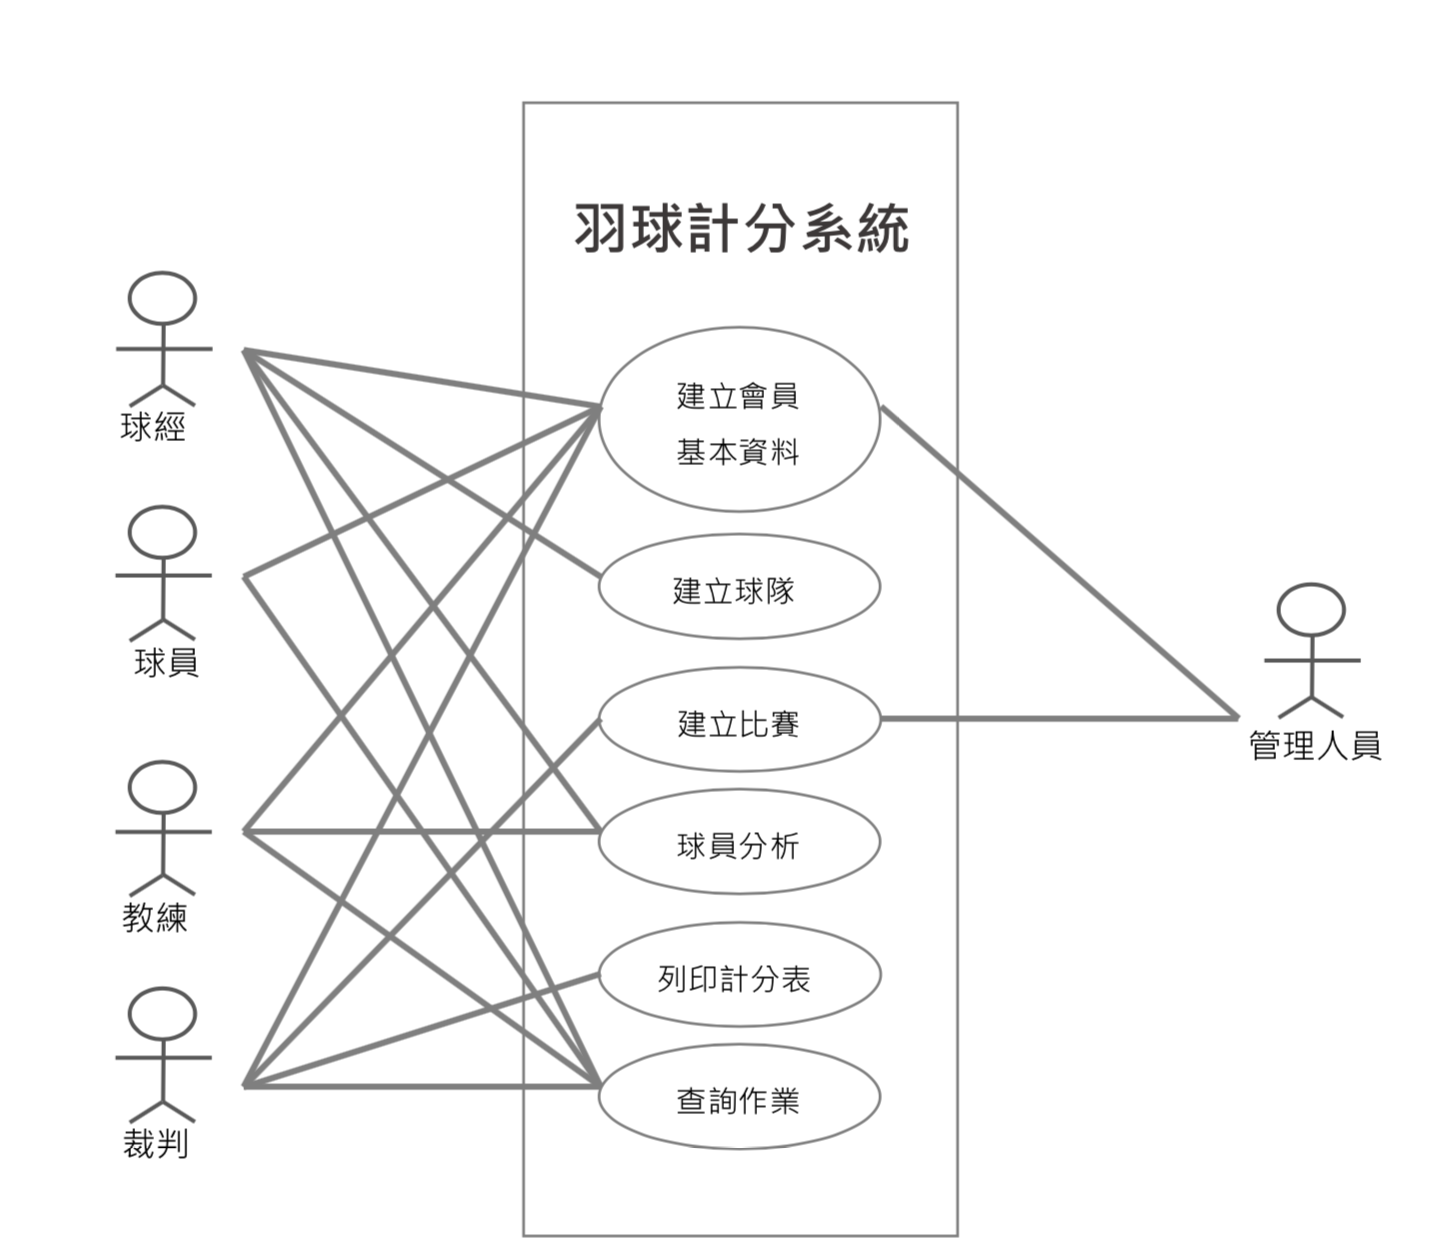 羽球計分系統
球經
球員
教練
裁判
建立會員
基本資料
建立球隊
建立比賽
球員分析
列印計分表
查詢作業
管理人員